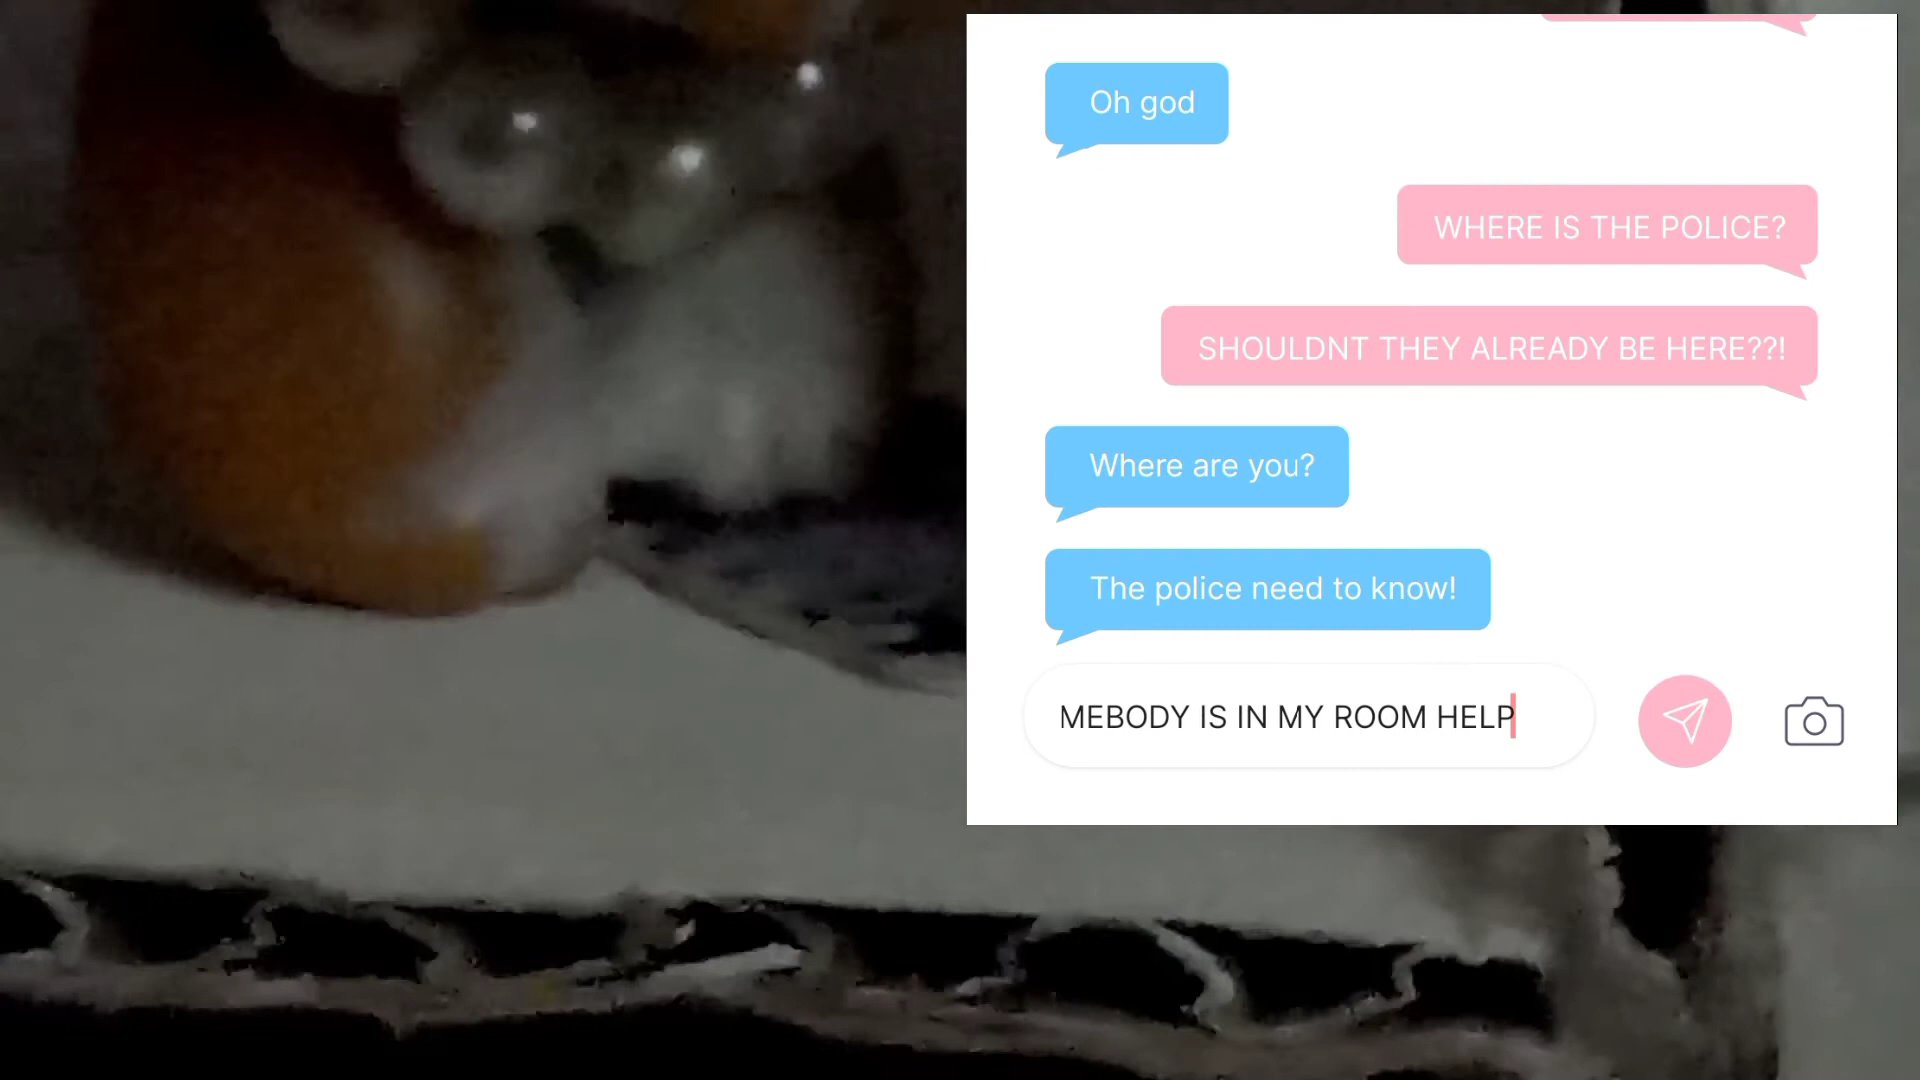 Oh god
WHERE IS THE POLICE?
SHOULDNT THEY ALREADY BE HERE??!
Where are you?
The police need to know!
MEBODY IS IN MY ROOM HELP